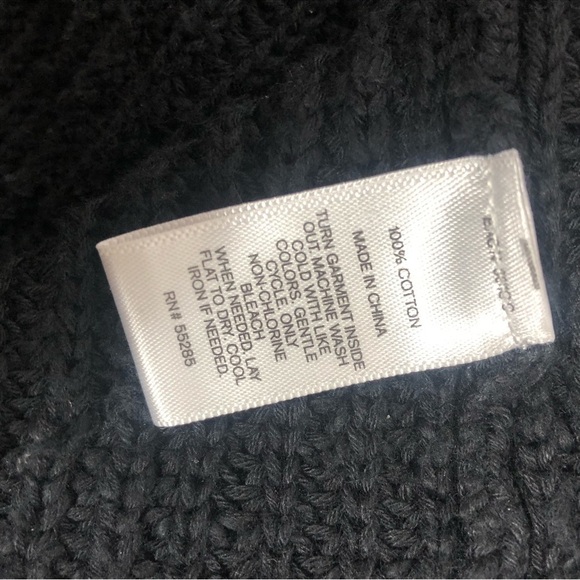 100% COTTON
MADE IN CHINA
TURN GARMENT INSIDE
OUT MACHINE WASH
COLD WITH LIKE
COLORS, GENTLE
CYCLE, ONLY
NON-CHLORINE
BLEACH
WHEN NEEDED, LAY
FLAT TO DRY, COOL
IRON IF NEEDED.
RN# 55285